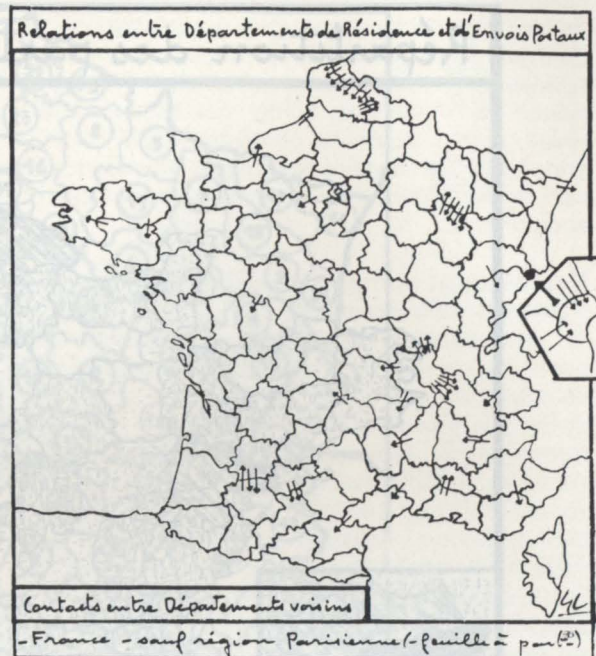 Relations entre Départements de Résidence et d'Envois Postaux
Contacts entre Départements voisins
- France - sauf région Parisienne (- feuille à part